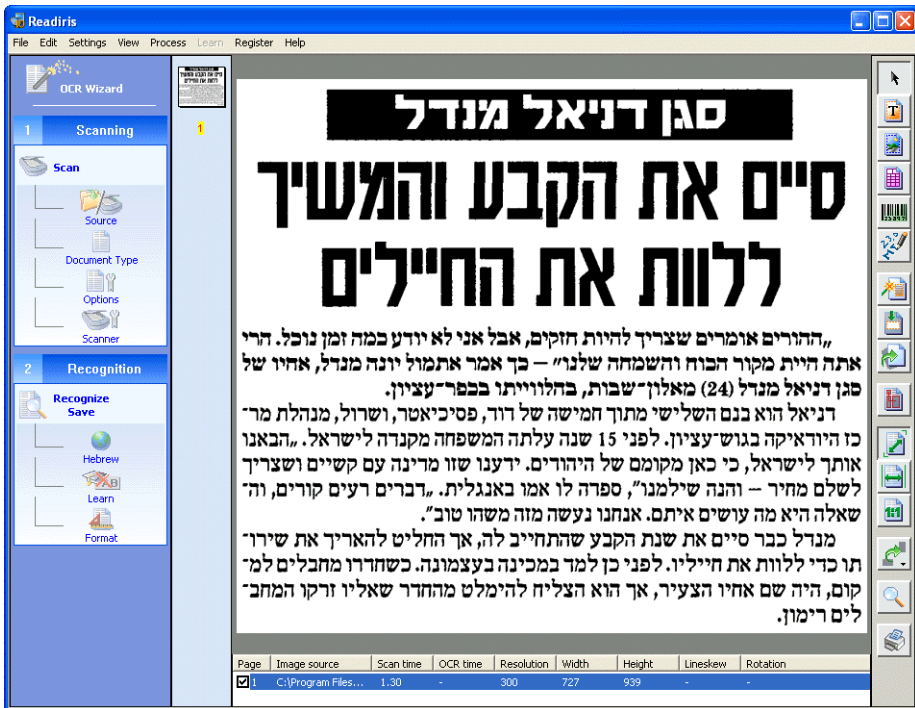 Readiris
File Edit Settings View Process Learn Register Help
OCR Wizard
1 Scanning
Scan
Source
Document Type
Options
Scanner
2 Recognition
Recognize
Save
Hebrew
Learn
Format
1
סגן דניאל מנדל
סיים את הקבע והמשיך
ללוות את החיילים
„ההורים אומרים שצריך להיות חזקים, אבל אני לא יודע כמה זמן נוכל. הרי
אתה היית מקור הכוח והשמחה שלנו” — כך אמר אתמול יונה מנדל, אחיו של
סגן דניאל מנדל (24) מאלון־שבות, בהלווייתו בכפר־עציון.
דניאל הוא בנם השלישי מתוך חמישה של דוד, פסיכיאטר, ושרול, מנהלת מר־
כז היודאיקה בגוש־עציון. לפני 15 שנה עלתה המשפחה מקנדה לישראל. „הבאנו
אותך לישראל, כי כאן מקומם של היהודים. ידענו שזו מדינה עם קשיים ושצריך
לשלם מחיר — והנה שילמנו”, ספדה לו אמו באנגלית. „דברים רעים קורים, וה־
שאלה היא מה עושים איתם. אנחנו נעשה מזה משהו טוב”.
מנדל כבר סיים את שנת הקבע שהתחייב לה, אך החליט להאריך את שירו־
תו כדי ללוות את חייליו. לפני כן למד במכינה בעצמונה. כשחדרו מחבלים למ־
קום, היה שם אחיו הצעיר, אך הוא הצליח להימלט מהחדר שאליו זרקו המחב־
לים רימון.
Page Image source Scan time OCR time Resolution Width Height Lineskew Rotation
1 C:\Program Files... 1.30 - 300 727 939 - -
1:1